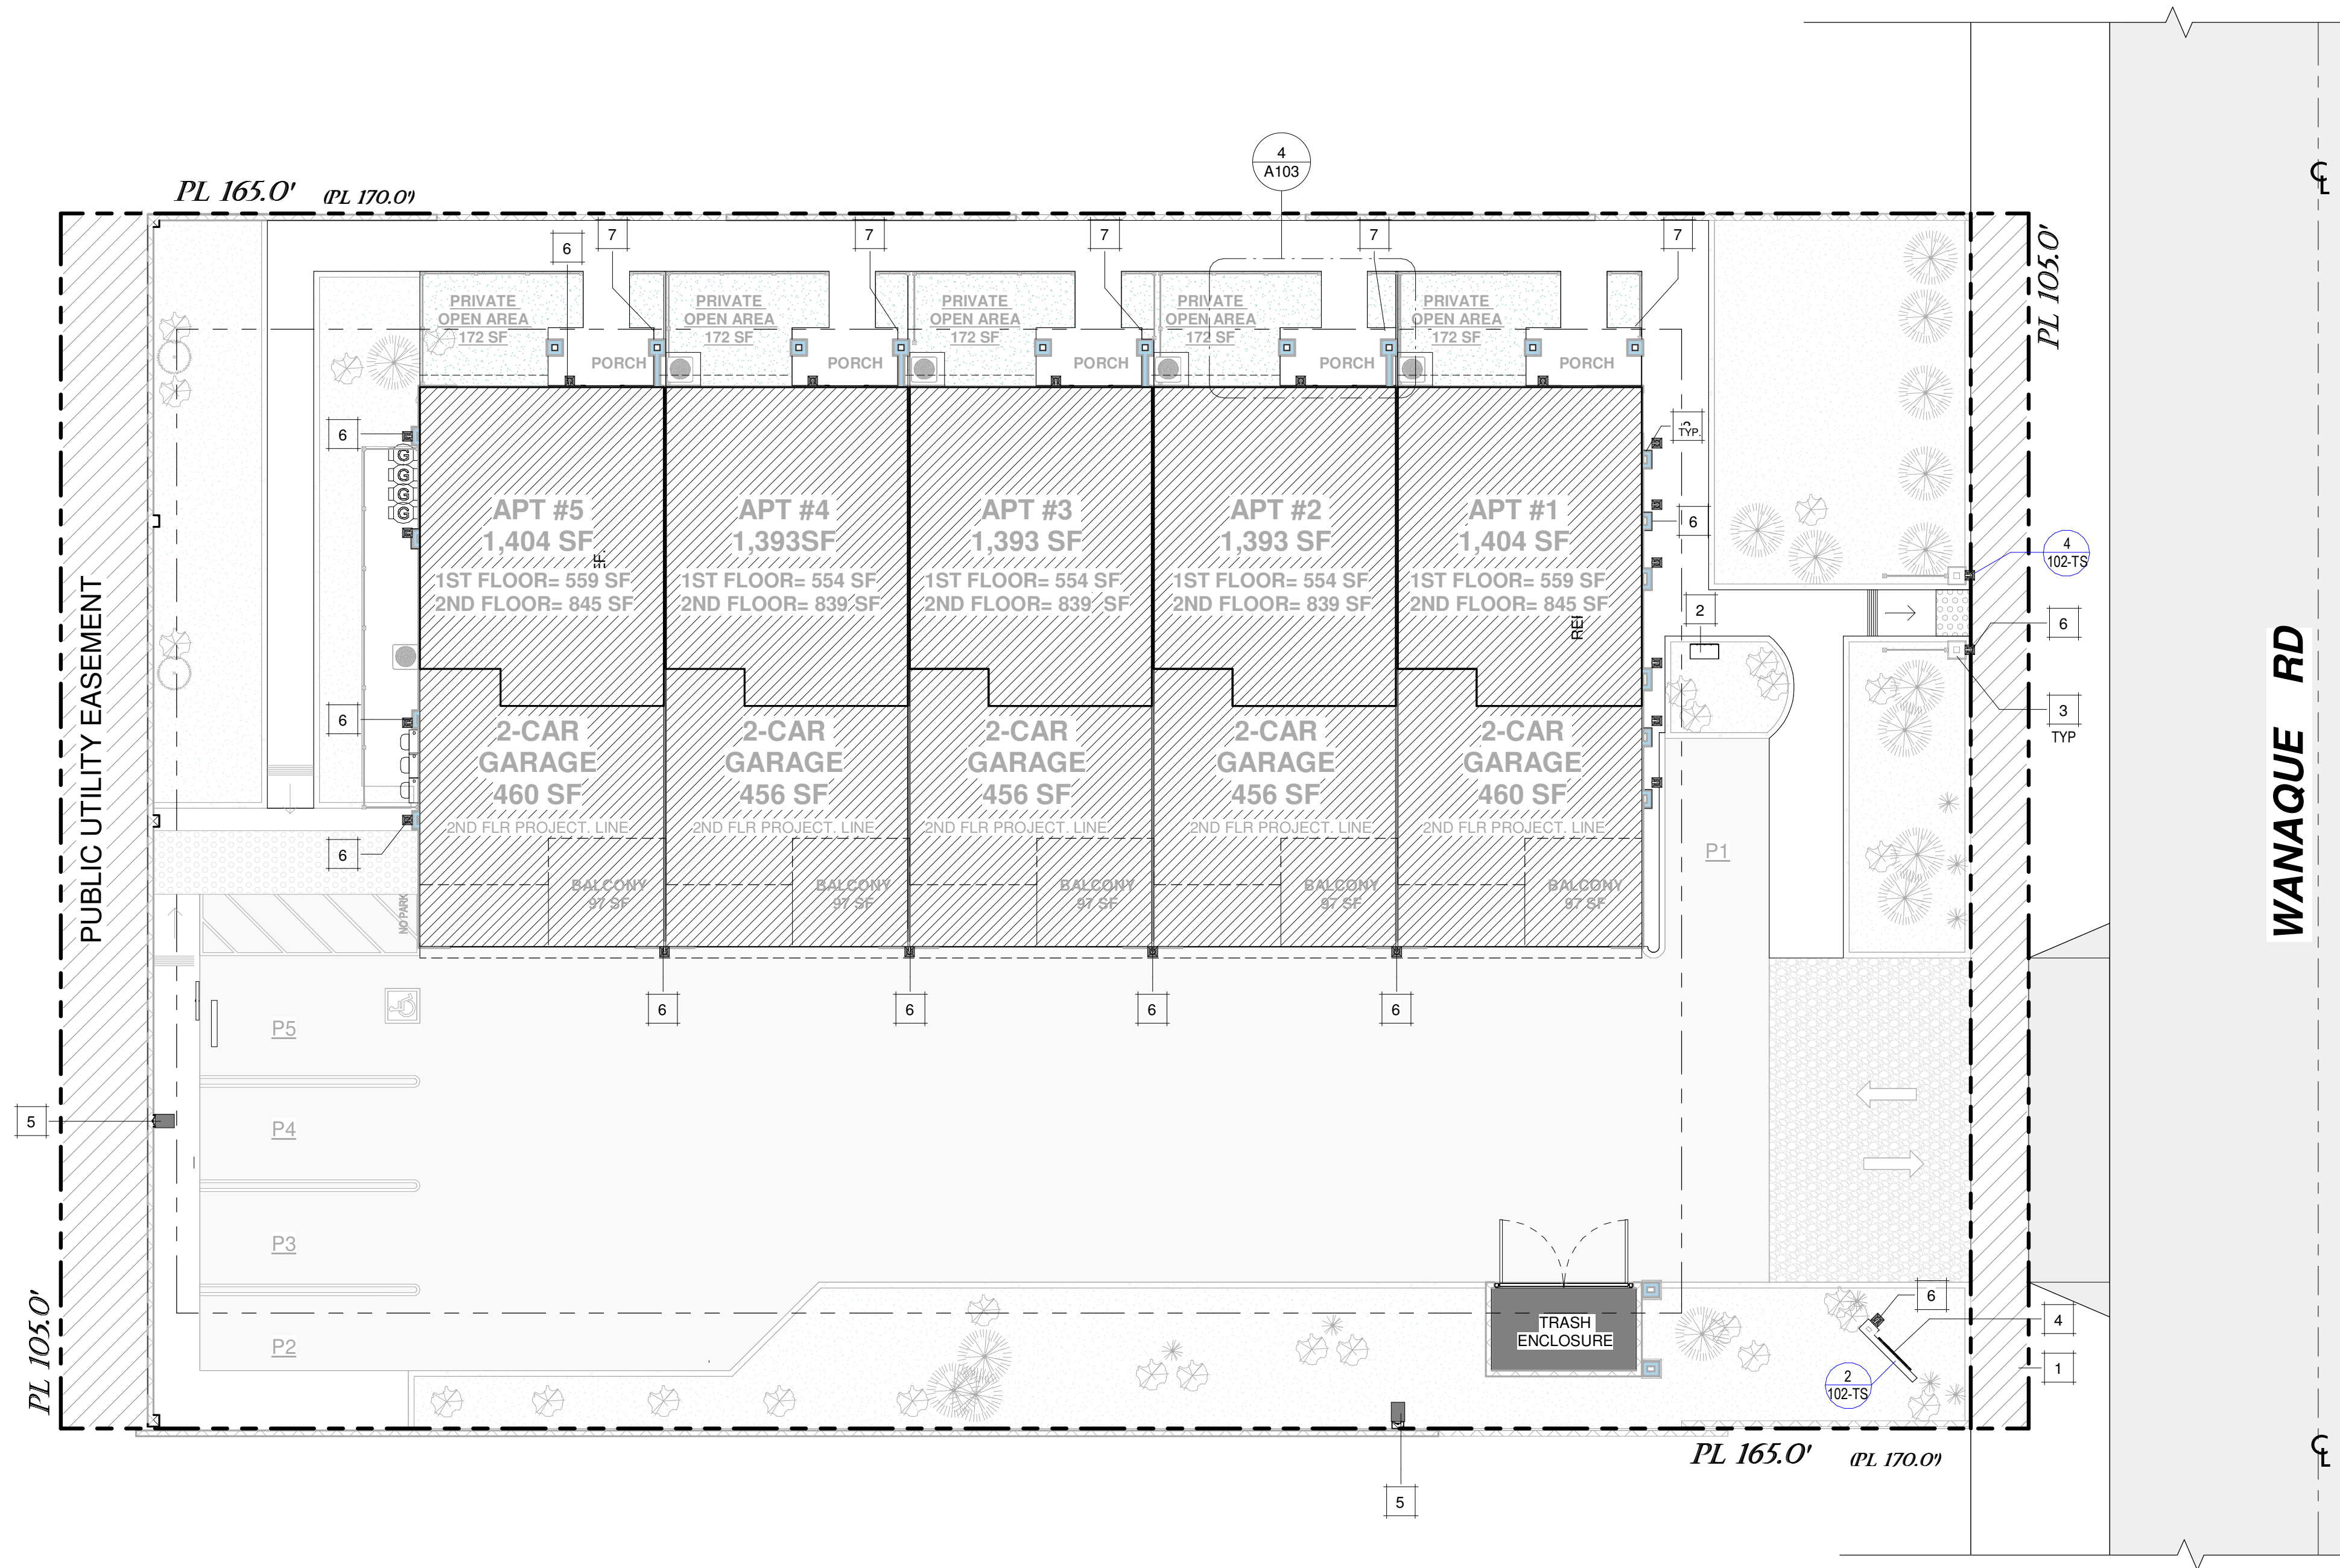 4
A103
PL 165.0' (PL 170.0')
6
7
7
7
7
7
PL 105.0'
PRIVATE
OPEN AREA
172 SF
PRIVATE
OPEN AREA
172 SF
PRIVATE
OPEN AREA
172 SF
PRIVATE
OPEN AREA
172 SF
PRIVATE
OPEN AREA
172 SF
PORCH
PORCH
PORCH
PORCH
PORCH
6
TYP.
G
G
G
G
APT #5
1,404 SF
1ST FLOOR= 559 SF
2ND FLOOR= 845 SF
APT #4
1,393SF
1ST FLOOR= 554 SF
2ND FLOOR= 839 SF
APT #3
1,393 SF
1ST FLOOR= 554 SF
2ND FLOOR= 839 SF
APT #2
1,393 SF
1ST FLOOR= 554 SF
2ND FLOOR= 839 SF
APT #1
1,404 SF
1ST FLOOR= 559 SF
2ND FLOOR= 845 SF
6
4
102-TS
2
6
3
TYP
PUBLIC UTILITY EASEMENT
WANAQUE RD
6
6
2-CAR
GARAGE
460 SF
2-CAR
GARAGE
456 SF
2-CAR
GARAGE
456 SF
2-CAR
GARAGE
456 SF
2-CAR
GARAGE
460 SF
2ND FLR PROJECT. LINE
2ND FLR PROJECT. LINE
2ND FLR PROJECT. LINE
2ND FLR PROJECT. LINE
2ND FLR PROJECT. LINE
P1
BALCONY
97 SF
BALCONY
97 SF
BALCONY
97 SF
BALCONY
97 SF
BALCONY
97 SF
NO PARK
6
6
6
6
P5
P4
P3
P2
5
TRASH
ENCLOSURE
6
4
1
2
102-TS
PL 105.0'
PL 165.0' (PL 170.0')
5